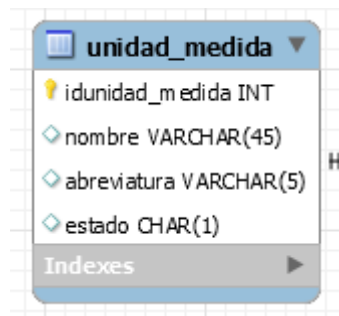 unidad_medida
idunidad_medida INT
nombre VARCHAR(45)
abreviatura VARCHAR(5)
estado CHAR(1)
Indexes